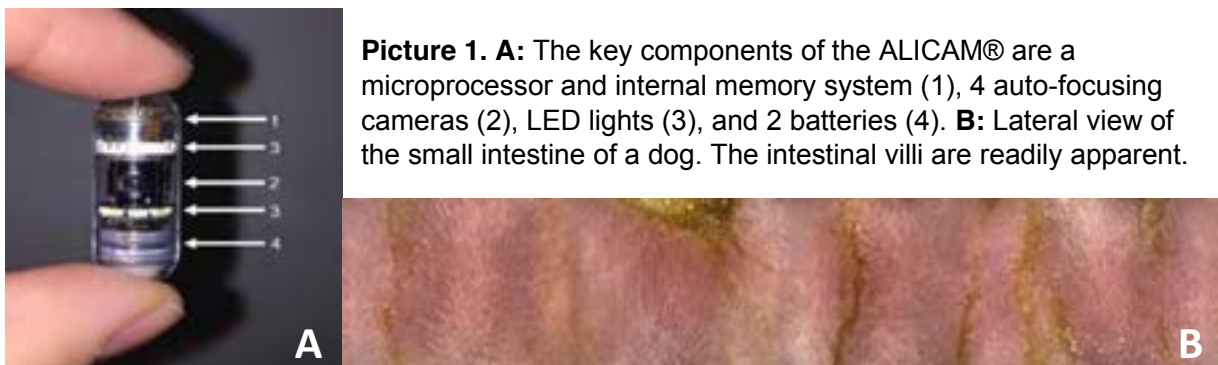 Picture 1. A: The key components of the ALICAM® are a
microprocessor and internal memory system (1), 4 auto-focusing
cameras (2), LED lights (3), and 2 batteries (4). B: Lateral view of
the small intestine of a dog. The intestinal villi are readily apparent.
1
3
2
3
4
A
B